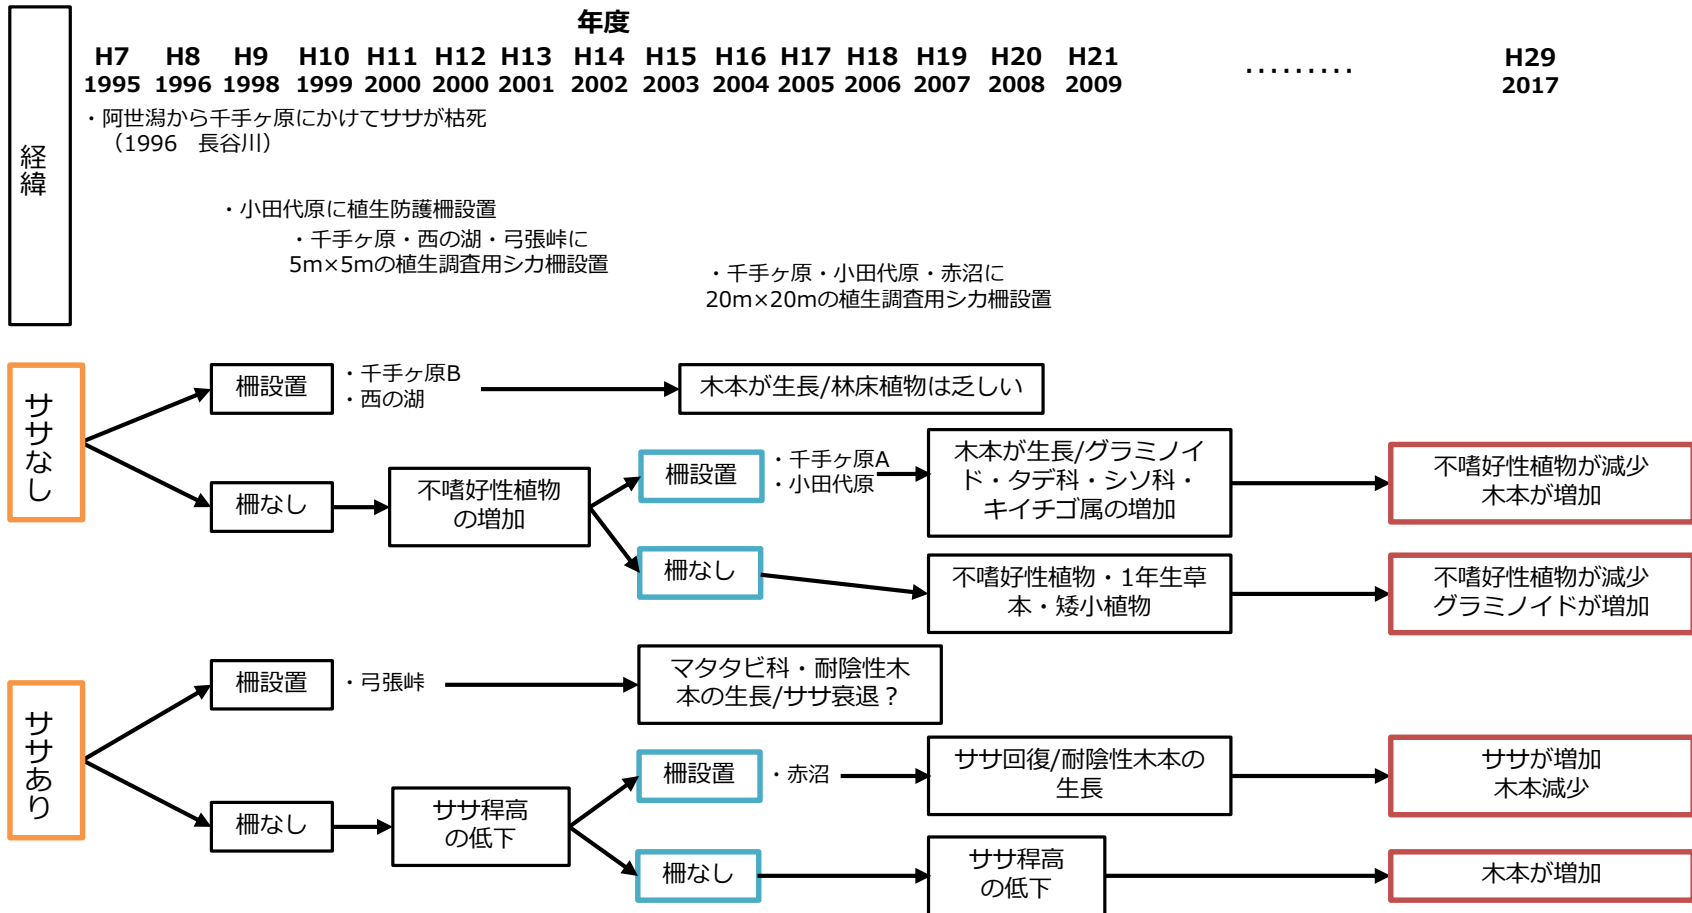 年度
H7 H8 H9 H10 H11 H12 H13 H14 H15 H16 H17 H18 H19 H20 H21 ……… H29
1995 1996 1998 1999 2000 2000 2001 2002 2003 2004 2005 2006 2007 2008 2009 2017
経緯
・阿世潟から千手ヶ原にかけてササが枯死
（1996 長谷川）
・小田代原に植生防護柵設置
・千手ヶ原・西の湖・弓張峠に
5m×5mの植生調査用シカ柵設置
・千手ヶ原・小田代原・赤沼に
20m×20mの植生調査用シカ柵設置
ササなし
柵設置
・千手ヶ原B
・西の湖
木本が生長/林床植物は乏しい
柵なし
不嗜好性植物
の増加
柵設置
・千手ヶ原A
・小田代原
木本が生長/グラミノイ
ド・タデ科・シソ科・
キイチゴ属の増加
不嗜好性植物が減少
木本が増加
柵なし
不嗜好性植物・1年生草
本・矮小植物
不嗜好性植物が減少
グラミノイドが増加
ササあり
柵設置
・弓張峠
マタタビ科・耐陰性木
本の生長/ササ衰退？
柵なし
ササ稈高
の低下
柵設置
・赤沼
ササ回復/耐陰性木本の
生長
ササが増加
木本減少
柵なし
ササ稈高
の低下
木本が増加